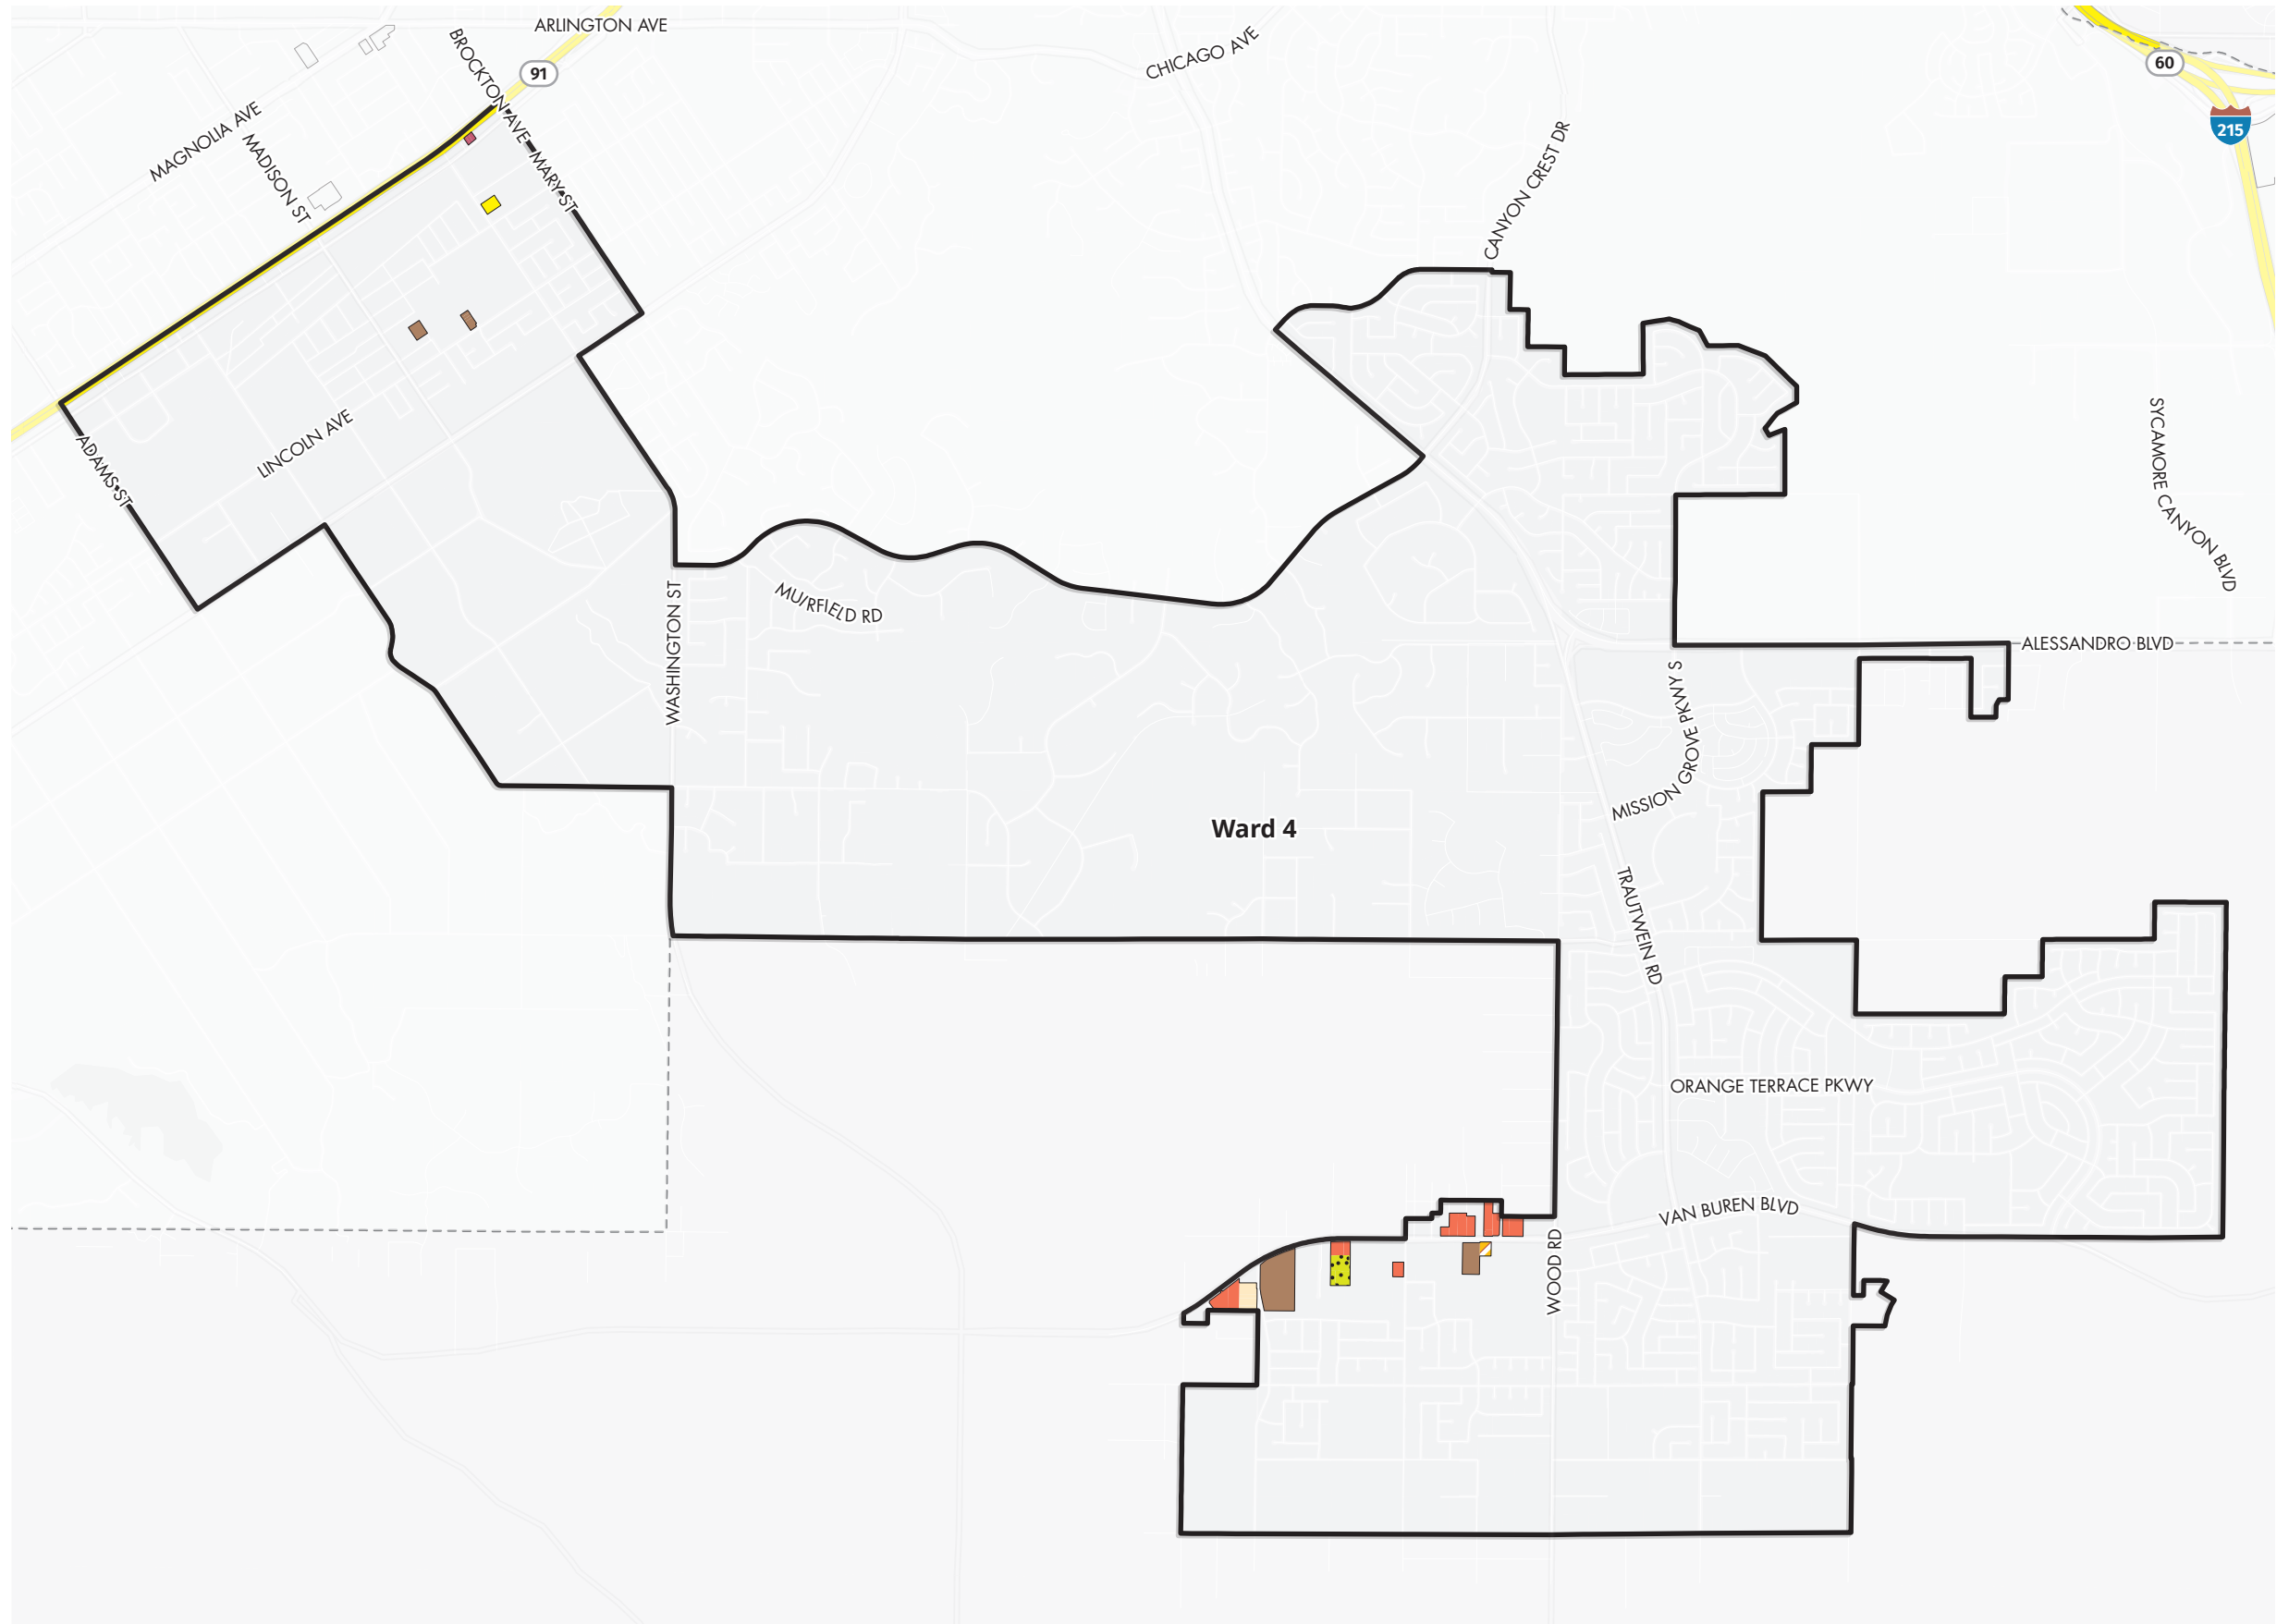 ARLINGTON AVE
BROCKTON AVE
91
CHICAGO AVE
60
215
MAGNOLIA AVE
MADISON ST
MARY ST
CANYON CREST DR
SYCAMORE CANYON BLVD
LINCOLN AVE
ADAMS ST
WASHINGTON ST
MUIRFIELD RD
ALESSANDRO BLVD
MISSION GROVE PKWY S
Ward 4
TRAUTWEIN RD
ORANGE TERRACE PKWY
VAN BUREN BLVD
WOOD RD